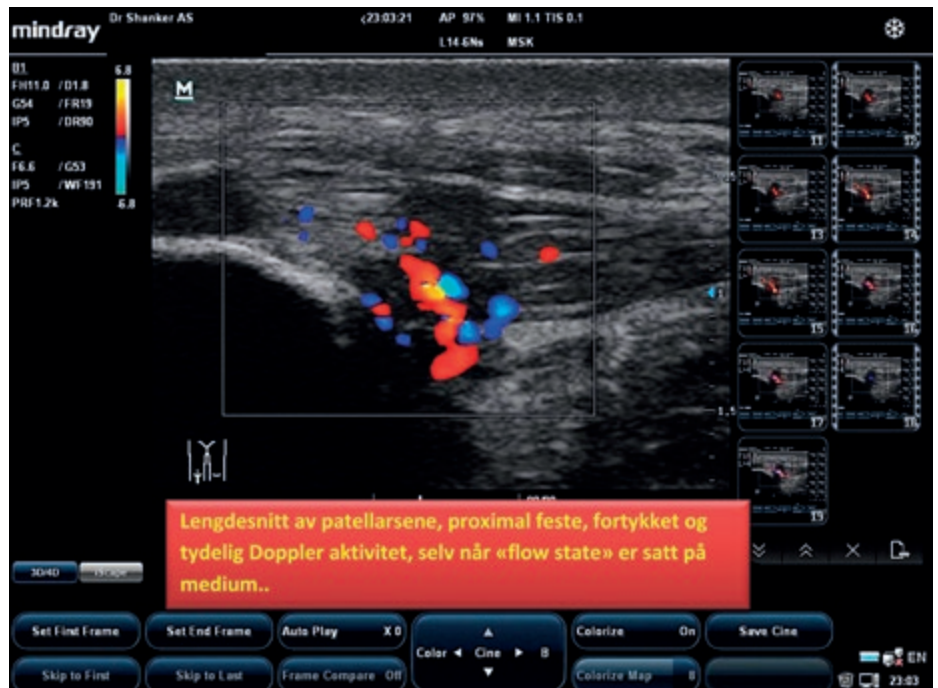 mindray
Dr Shanker AS
23:03:21 AP 97% MI 1.1 TIS 0.1
L14-6Ns MSK
B1
FH11.0 /D1.8
G54 /FR19
IP5 /DR90
C
F6.6 /G53
IP5 /WF191
PRF1.2k
6.8
6.8
M
1
1.5
11
12
13
14
15
16
17
18
19
Lengdesnitt av patellarsene, proximal feste, fortykket og
tydelig Doppler aktivitet, selv når «flow state» er satt på
medium..
3D/4D iScape
Set First Frame Set End Frame Auto Play X 0 Color Cine B Colorize On Save Cine
Skip to First Skip to Last Frame Compare Off Colorize Map 8
EN
23:03